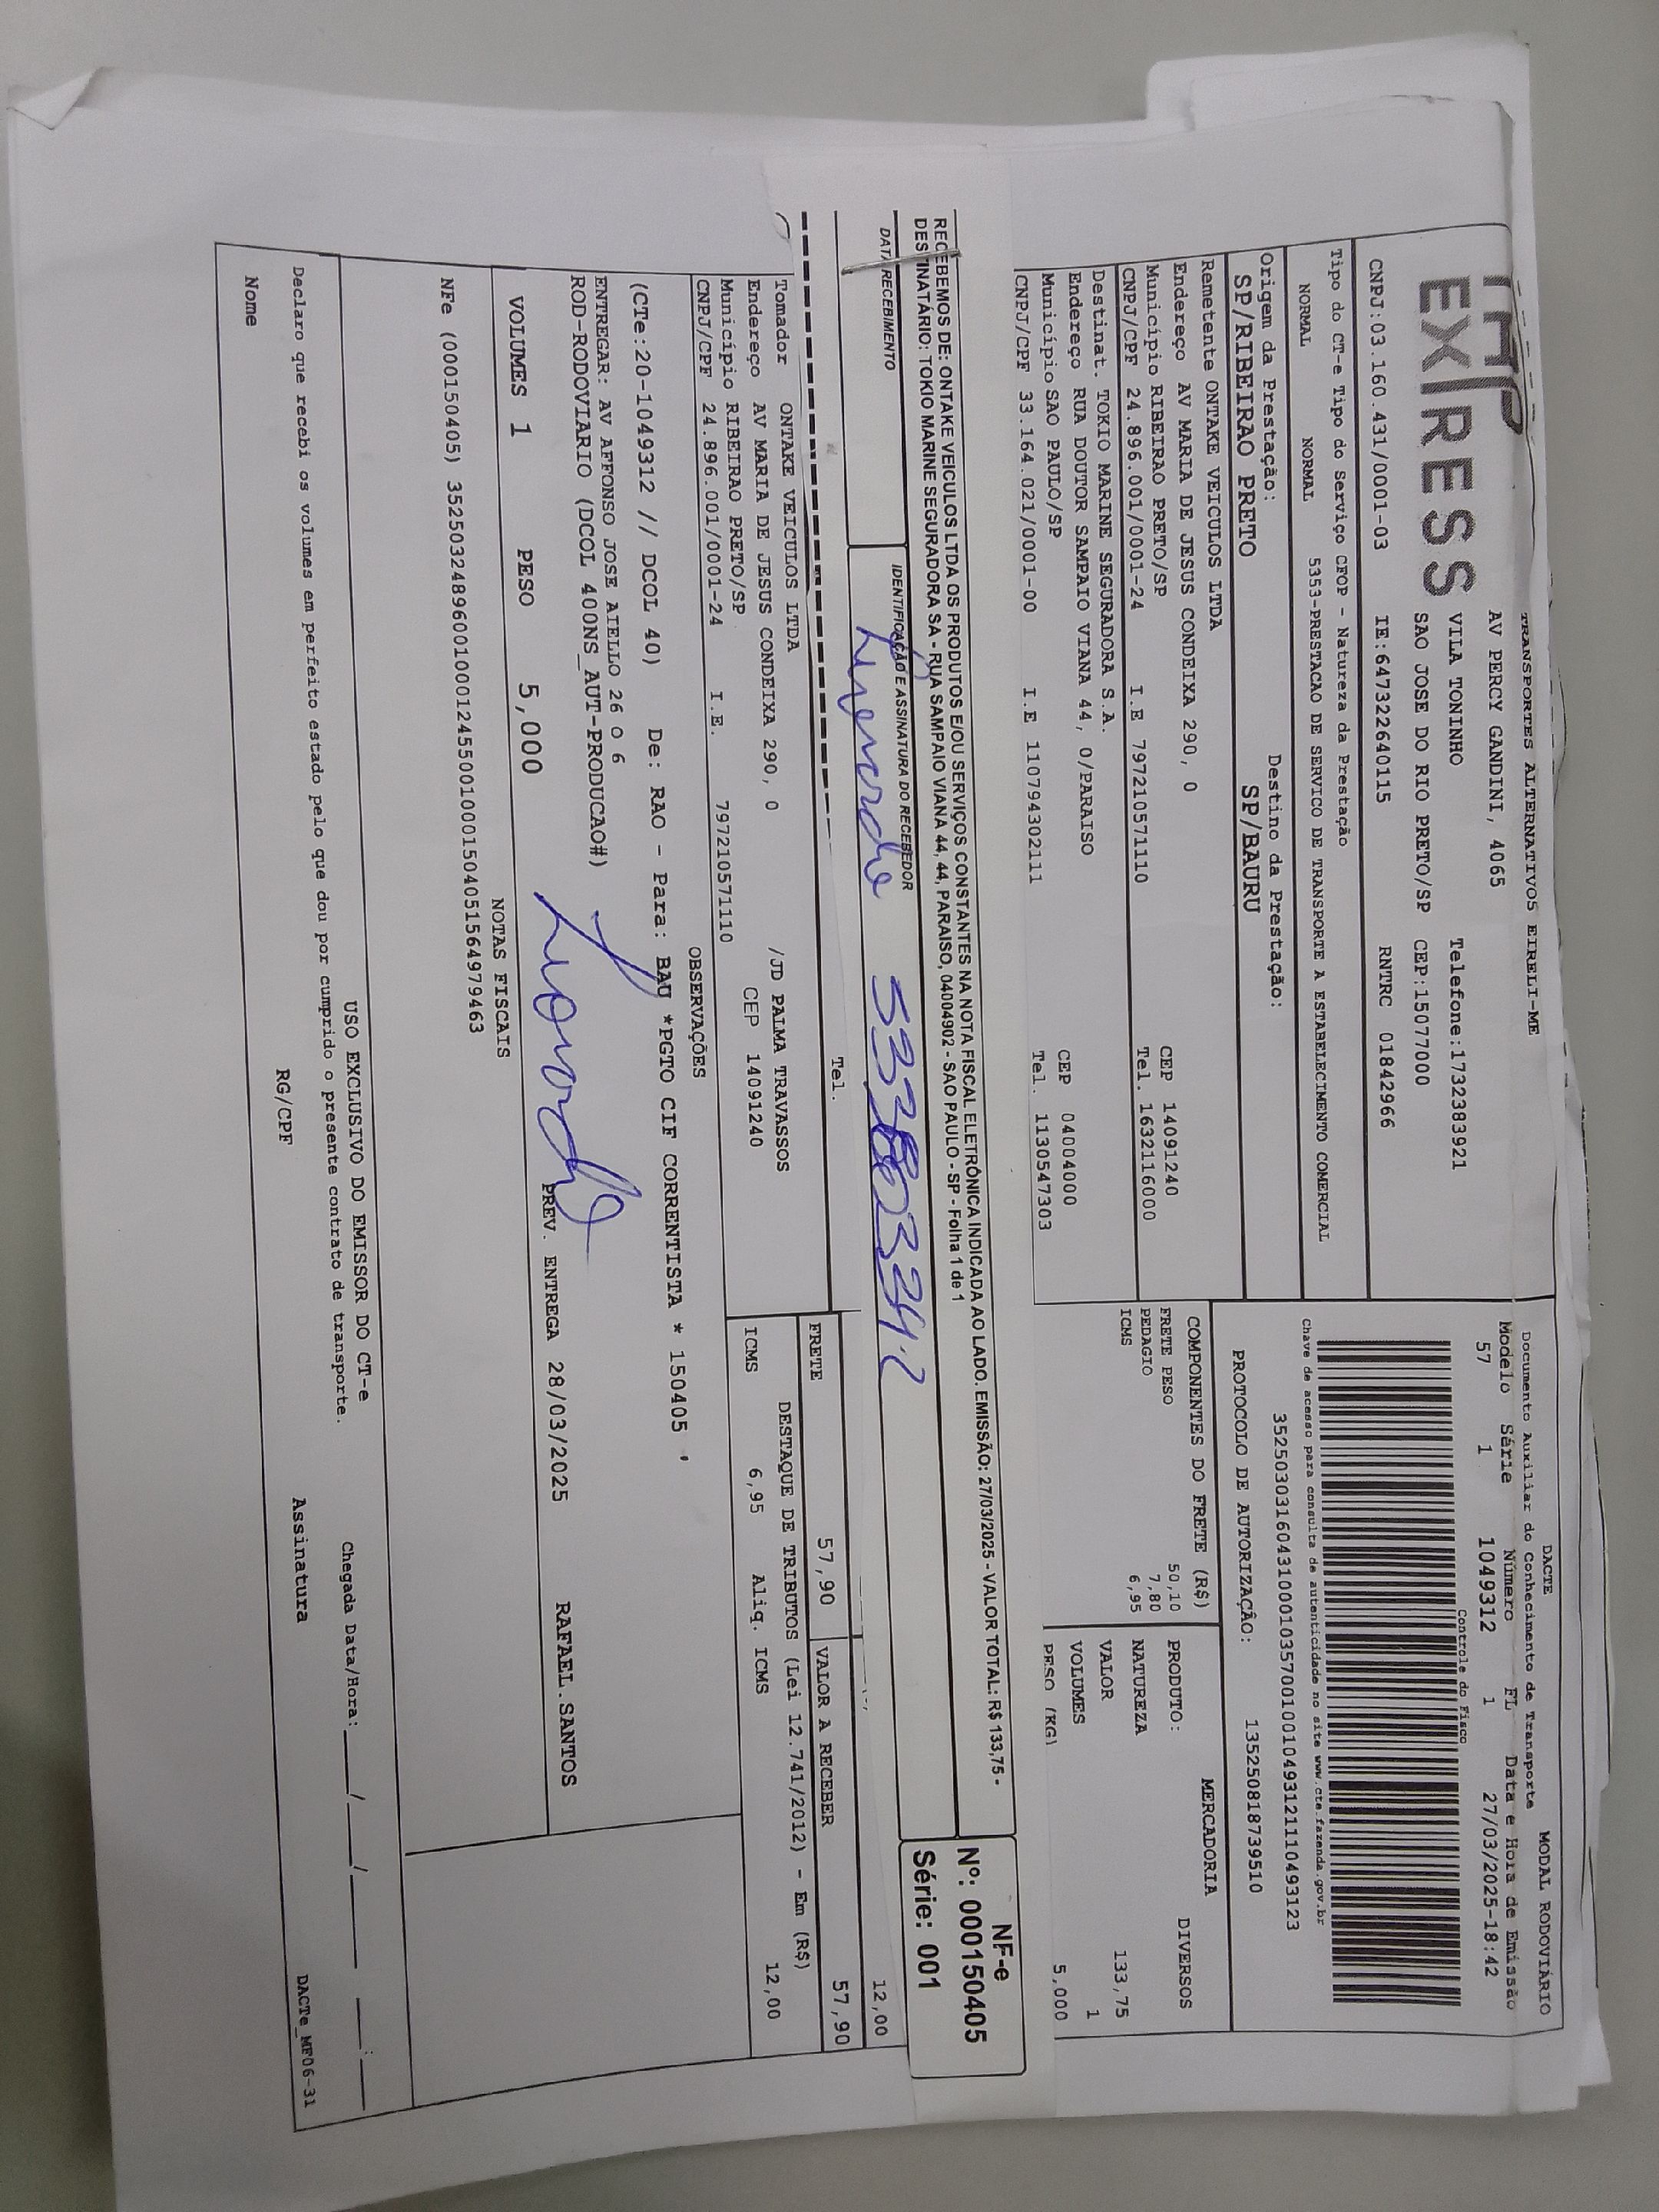 EXPRESS
TRANSPORTES ALTERNATIVOS EIRELI-ME
AV PERCY GANDINI, 4065
VILA TONINHO Telefone:1732383921
SAO JOSE DO RIO PRETO/SP CEP:15077000
CNPJ:03.160.431/0001-03 IE:647322640115 RNTRC 01842966
Tipo do CT-e Tipo do Serviço CFOP - Natureza da Prestação
NORMAL NORMAL 5353-PRESTACAO DE SERVICO DE TRANSPORTE A ESTABELECIMENTO COMERCIAL
Origem da Prestação: Destino da Prestação:
SP/RIBEIRAO PRETO SP/BAURU
DACTE MODAL RODOVIÁRIO
Documento Auxiliar do Conhecimento de Transporte
Modelo Série Número FL Data e Hora de Emissão
57 1 1049312 1 27/03/2025-18:42
Controle do Fisco
Chave de acesso para consulta de autenticidade no site www.cte.fazenda.gov.br
35250303160431000103570010010493121110493123
PROTOCOLO DE AUTORIZAÇÃO: 135250818739510
Remetente ONTAKE VEICULOS LTDA
Endereço AV MARIA DE JESUS CONDEIXA 290, 0
Município RIBEIRAO PRETO/SP CEP 14091240
CNPJ/CPF 24.896.001/0001-24 I.E 797210571110 Tel. 1632116000
Destinat. TOKIO MARINE SEGURADORA S.A.
Endereço RUA DOUTOR SAMPAIO VIANA 44, 0/PARAISO
Município SAO PAULO/SP CEP 04004000
CNPJ/CPF 33.164.021/0001-00 I.E 110794302111 Tel. 1130547303
COMPONENTES DO FRETE (R$)
FRETE PESO 50,10
PEDAGIO 7,80
ICMS 6,95
MERCADORIA
PRODUTO: DIVERSOS
NATUREZA
VALOR 133,75
VOLUMES 1
PESO (KG) 5,000
RECEBEMOS DE: ONTAKE VEICULOS LTDA OS PRODUTOS E/OU SERVIÇOS CONSTANTES NA NOTA FISCAL ELETRÔNICA INDICADA AO LADO. EMISSÃO: 27/03/2025 - VALOR TOTAL: R$ 133,75 -
DESTINATÁRIO: TOKIO MARINE SEGURADORA SA - RUA SAMPAIO VIANA 44, 44, PARAISO, 04004902 - SAO PAULO - SP - Folha 1 de 1
DATA RECEBIMENTO IDENTIFICAÇÃO E ASSINATURA DO RECEBEDOR
NF-e
Nº: 000150405
Série: 001
12,00
Tel.
FRETE 57,90 VALOR A RECEBER 57,90
Tomador ONTAKE VEICULOS LTDA
Endereço AV MARIA DE JESUS CONDEIXA 290, 0 /JD PALMA TRAVASSOS
Município RIBEIRAO PRETO/SP CEP 14091240
CNPJ/CPF 24.896.001/0001-24 I.E. 797210571110
DESTAQUE DE TRIBUTOS (Lei 12.741/2012) - Em (R$)
ICMS 6,95 Aliq. ICMS 12,00
OBSERVAÇÕES
(CTe:20-1049312 // DCOL 40) De: RAO - Para: BAU *PGTO CIF CORRENTISTA * 150405
ENTREGAR: AV AFFONSO JOSE AIELLO 26 O 6
ROD-RODOVIARIO (DCOL 400NS_AUT-PRODUCAO#)
VOLUMES 1 PESO 5,000 PREV. ENTREGA 28/03/2025 RAFAEL.SANTOS
NOTAS FISCAIS
NFe (000150405) 35250324896001000124550010001504051564979463
USO EXCLUSIVO DO EMISSOR DO CT-e
Declaro que recebi os volumes em perfeito estado pelo que dou por cumprido o presente contrato de transporte. Chegada Data/Hora:____/____/______ ___:___
Nome RG/CPF Assinatura
DACTe_MF06-31